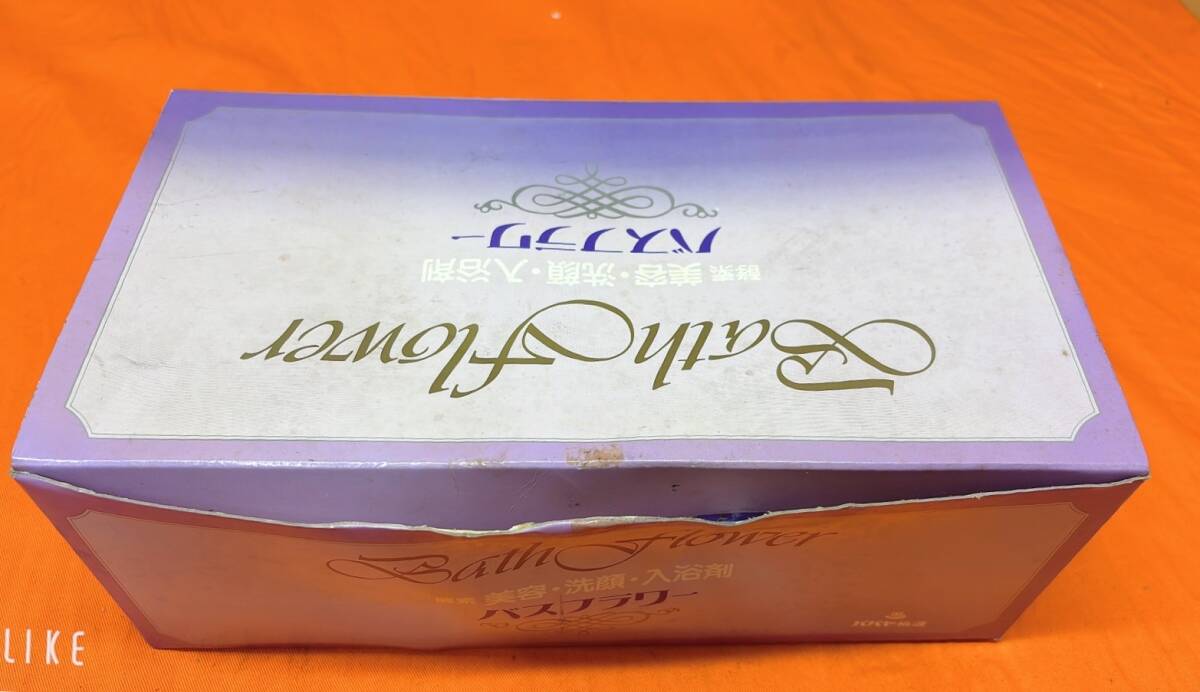 Bath Flower
酵素 美容・洗顔・入浴剤
バスフラワー
Bath Flower
酵素 美容・洗顔・入浴剤
バスフラワー
LIKE